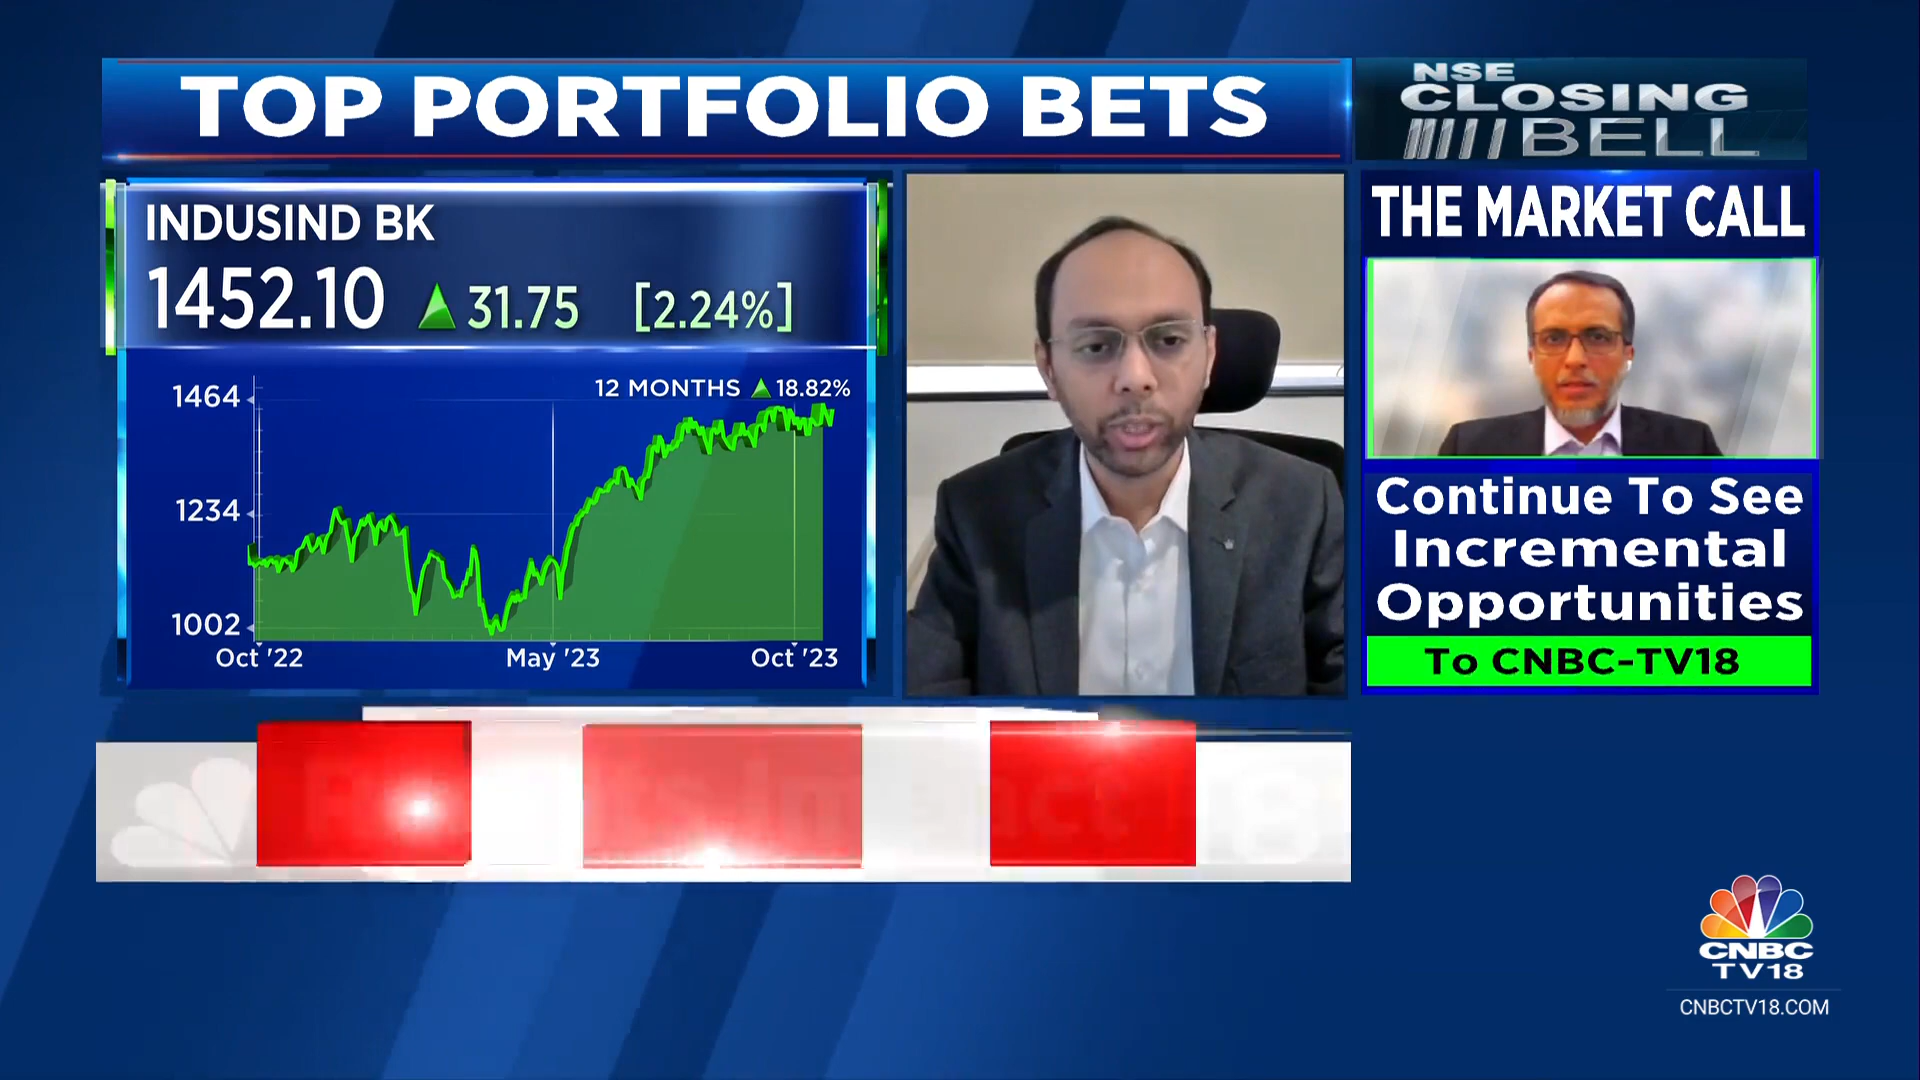 TOP PORTFOLIO BETS
NSE
CLOSING
BELL
INDUSIND BK
1452.10 ▲ 31.75 [2.24%]
12 MONTHS ▲ 18.82%
1464
1234
1002
Oct '22 May '23 Oct '23
THE MARKET CALL
Continue To See
Incremental
Opportunities
To CNBC-TV18
CNBC
TV18
CNBCTV18.COM